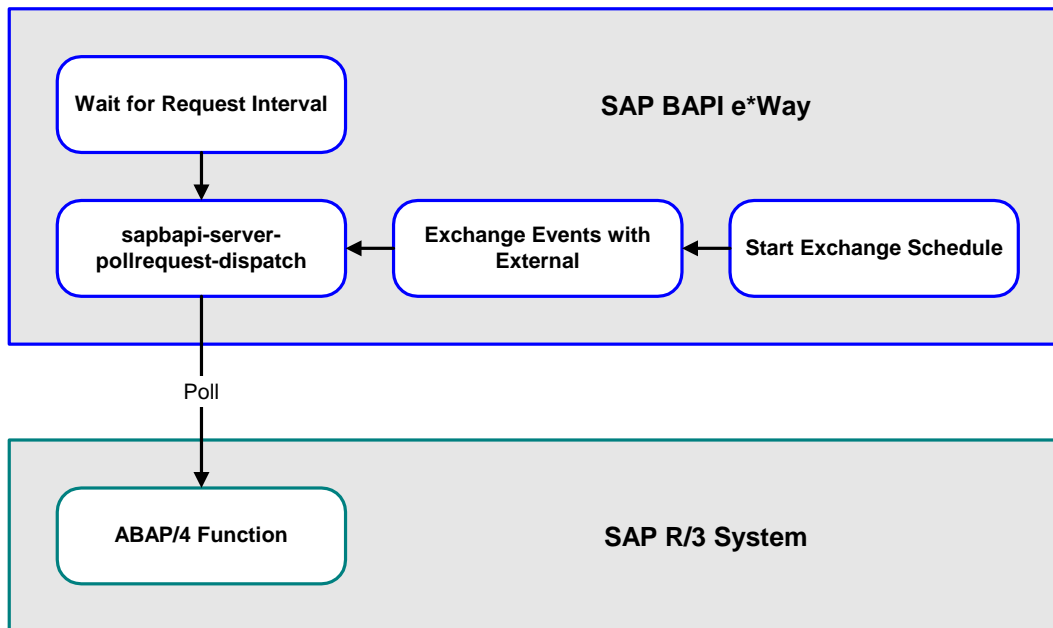 Wait for Request Interval
SAP BAPI e*Way
sapbapi-server-
pollrequest-dispatch
Exchange Events with
External
Start Exchange Schedule
Poll
ABAP/4 Function
SAP R/3 System